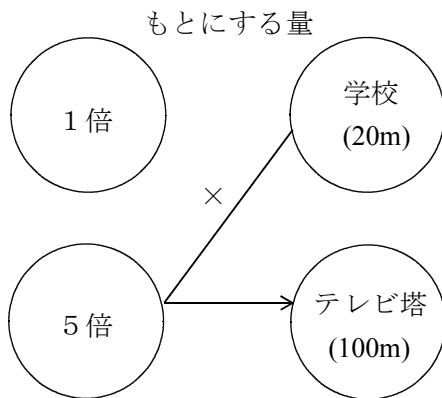 もとにする量
１倍
学校
(20m)
×
５倍
テレビ塔
(100m)